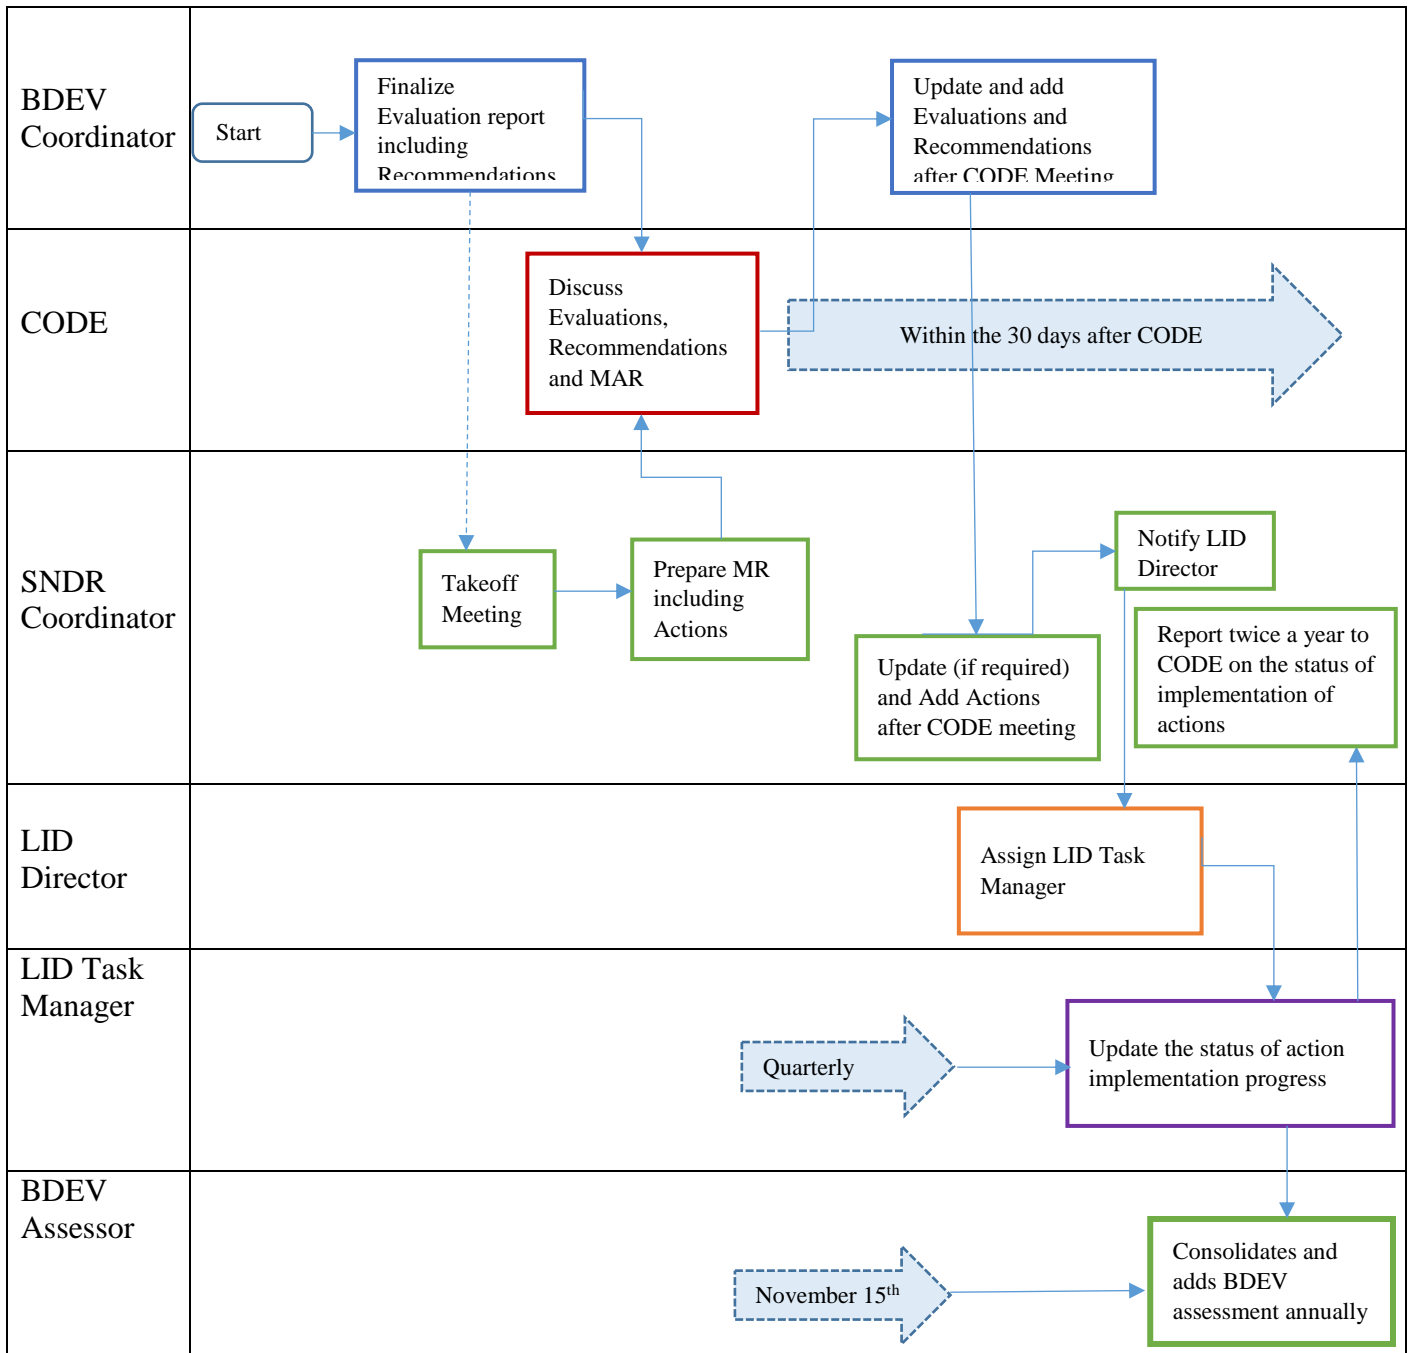 BDEV
Coordinator
Start
Finalize
Evaluation report
including
Recommendations
Update and add
Evaluations and
Recommendations
after CODE Meeting
CODE
Discuss
Evaluations,
Recommendations
and MAR
Within the 30 days after CODE
SNDR
Coordinator
Takeoff
Meeting
Prepare MR
including
Actions
Update (if required)
and Add Actions
after CODE meeting
Notify LID
Director
Report twice a year to
CODE on the status of
implementation of
actions
LID
Director
Assign LID Task
Manager
LID Task
Manager
Quarterly
Update the status of action
implementation progress
BDEV
Assessor
November 15th
Consolidates and
adds BDEV
assessment annually